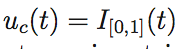 u_c(t) = I_{[0,1]}(t)